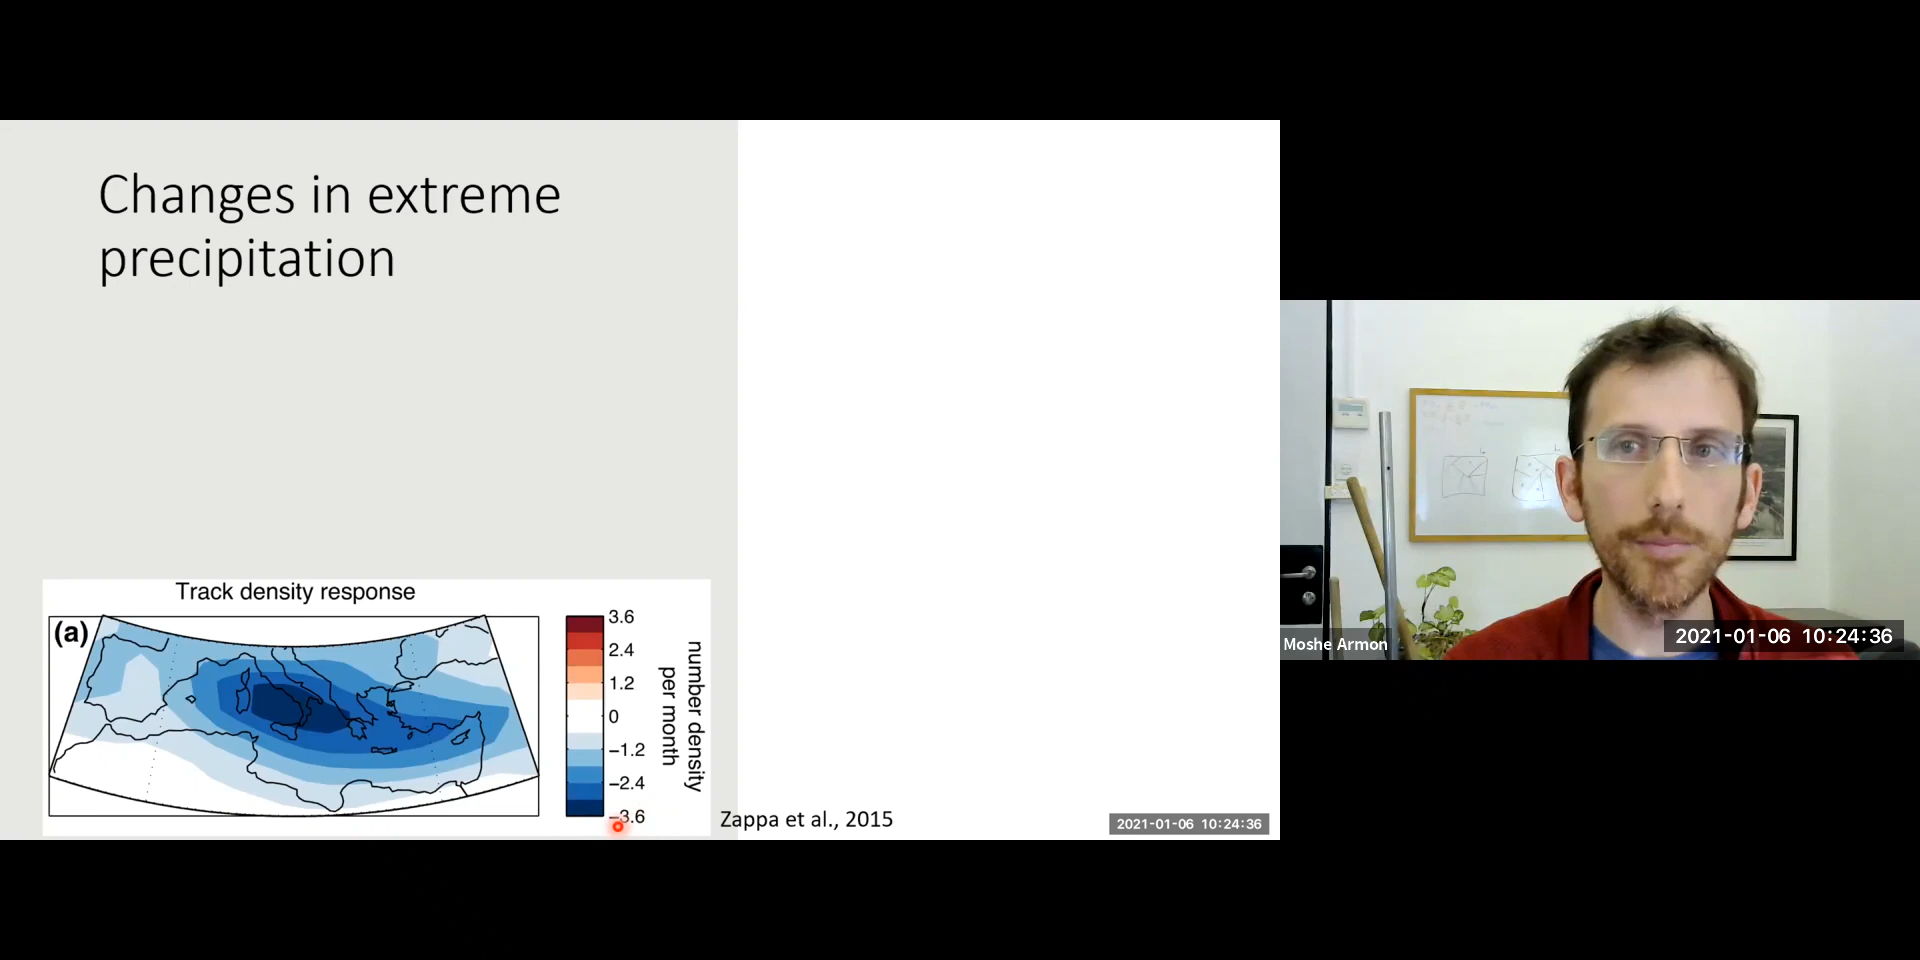 Changes in extreme
precipitation
Track density response
(a)
3.6
2.4
1.2
0
−1.2
−2.4
−3.6
number density
per month
Zappa et al., 2015
2021-01-06 10:24:36
Moshe Armon
2021-01-06 10:24:36